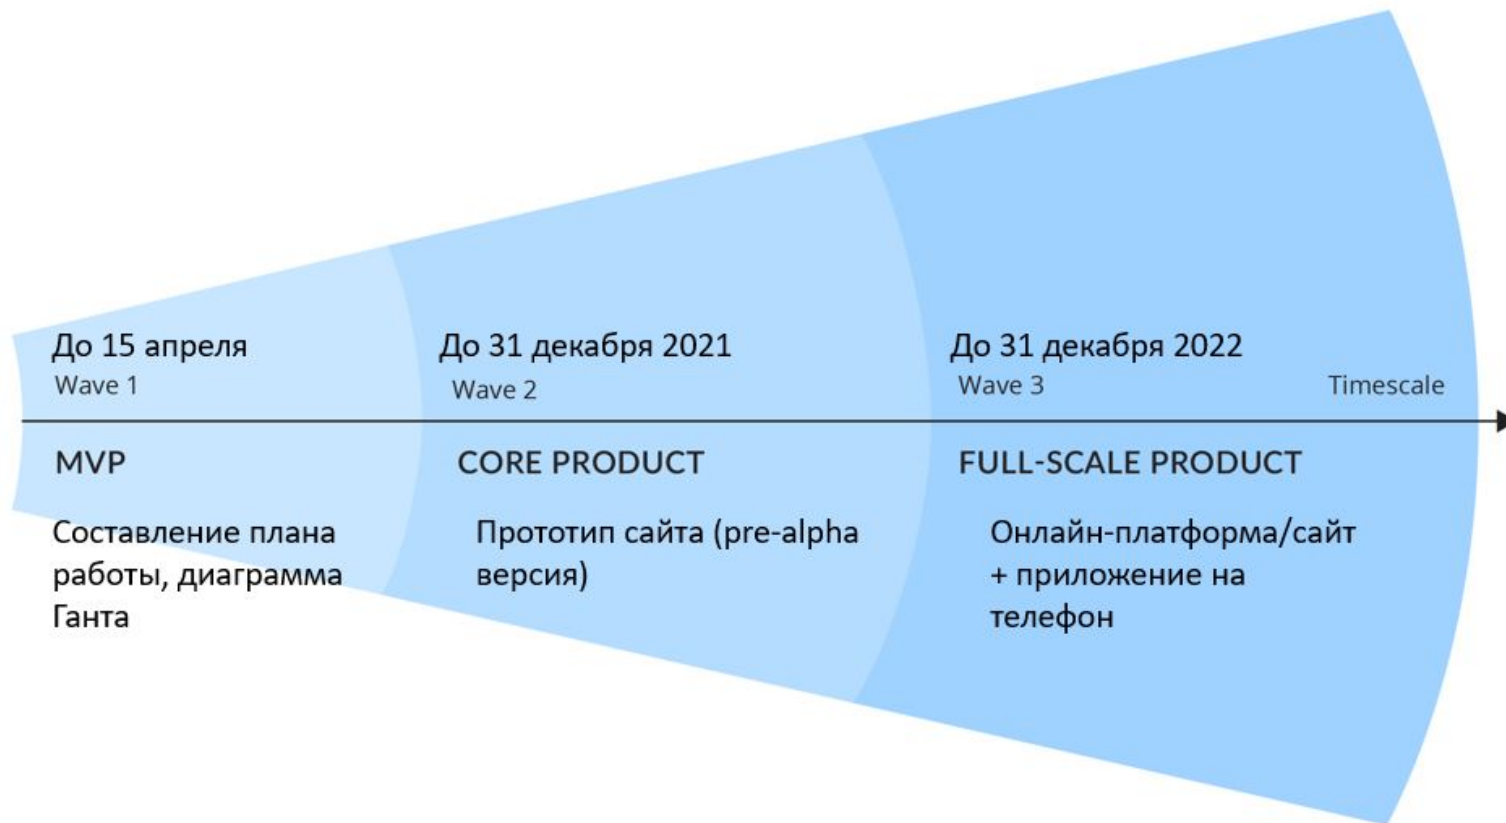 До 15 апреля
Wave 1
MVP
Составление плана
работы, диаграмма
Ганта
До 31 декабря 2021
Wave 2
CORE PRODUCT
Прототип сайта (pre-alpha
версия)
До 31 декабря 2022
Wave 3
Timescale
FULL-SCALE PRODUCT
Онлайн-платформа/сайт
+ приложение на
телефон